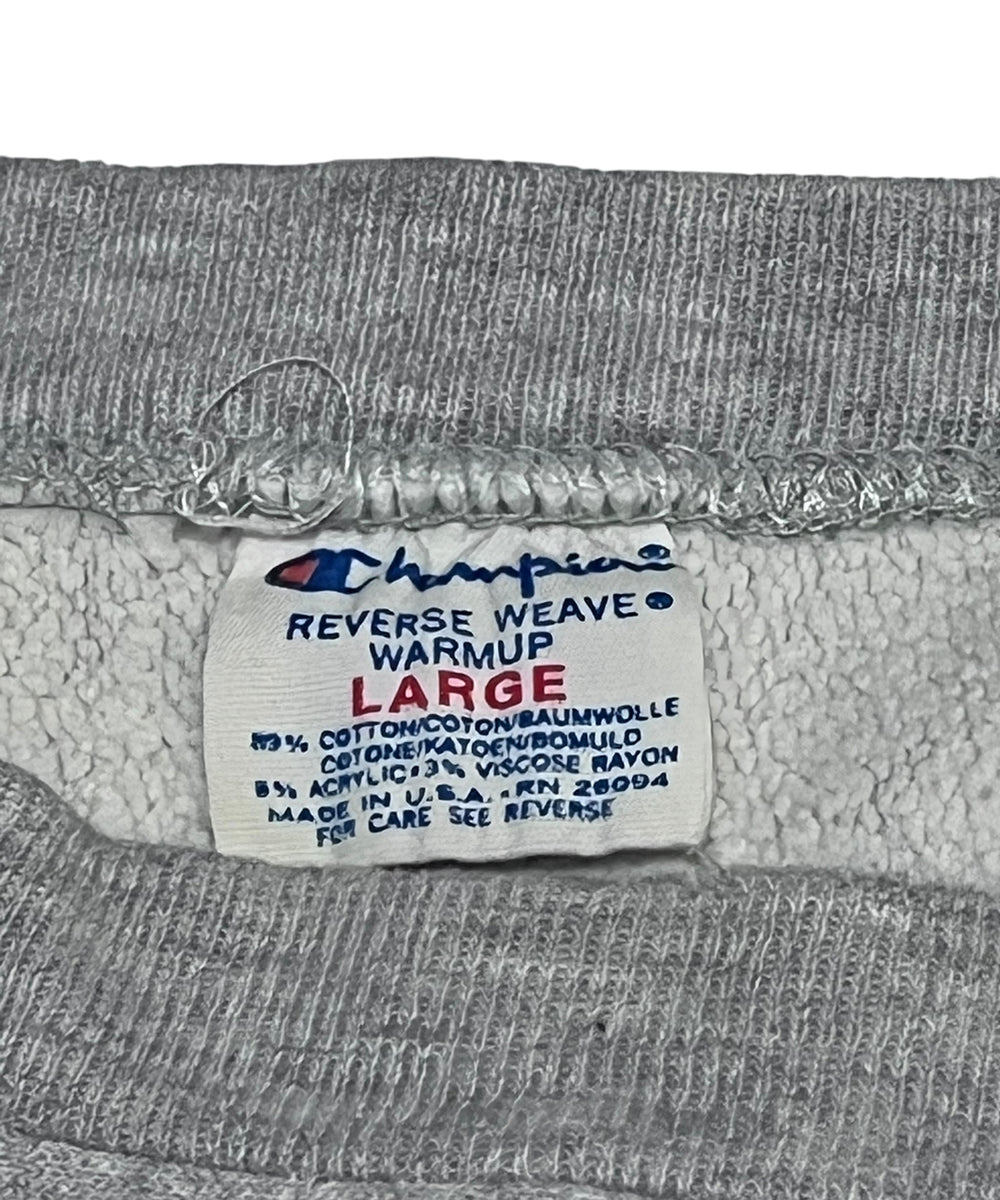 Champion®
REVERSE WEAVE®
WARMUP
LARGE
% COTTON/COTON/BAUMWOLLE
COTONE/KATOEN/BOMULD
% ACRYLIC • 3% VISCOSE RAYON
MADE IN U.S.A. • RN 26094
FOR CARE SEE REVERSE